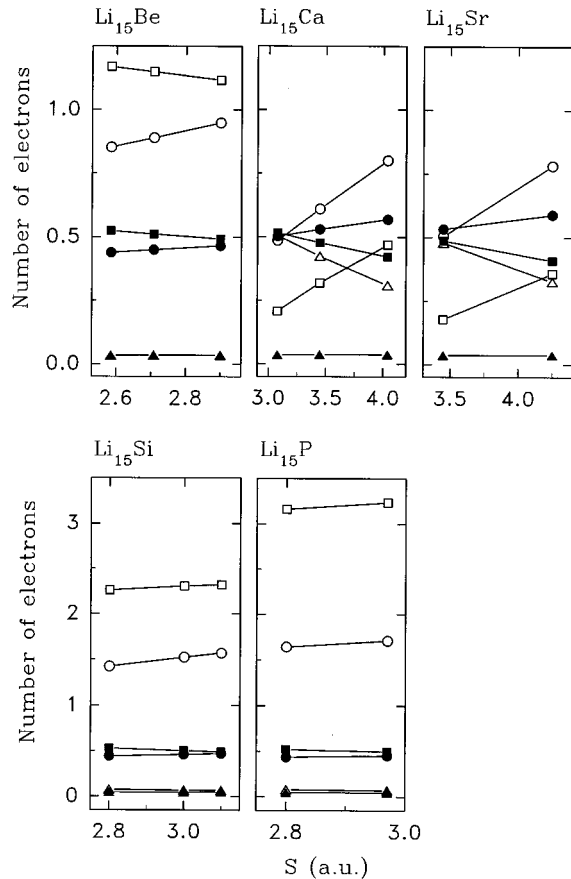 Li₁₅Be Li₁₅Ca Li₁₅Sr
Number of electrons
1.0
0.5
0.0
2.6 2.8 3.0 3.5 4.0 3.5 4.0
Li₁₅Si Li₁₅P
Number of electrons
3
2
1
0
2.8 3.0 2.8 3.0
S (a.u.)